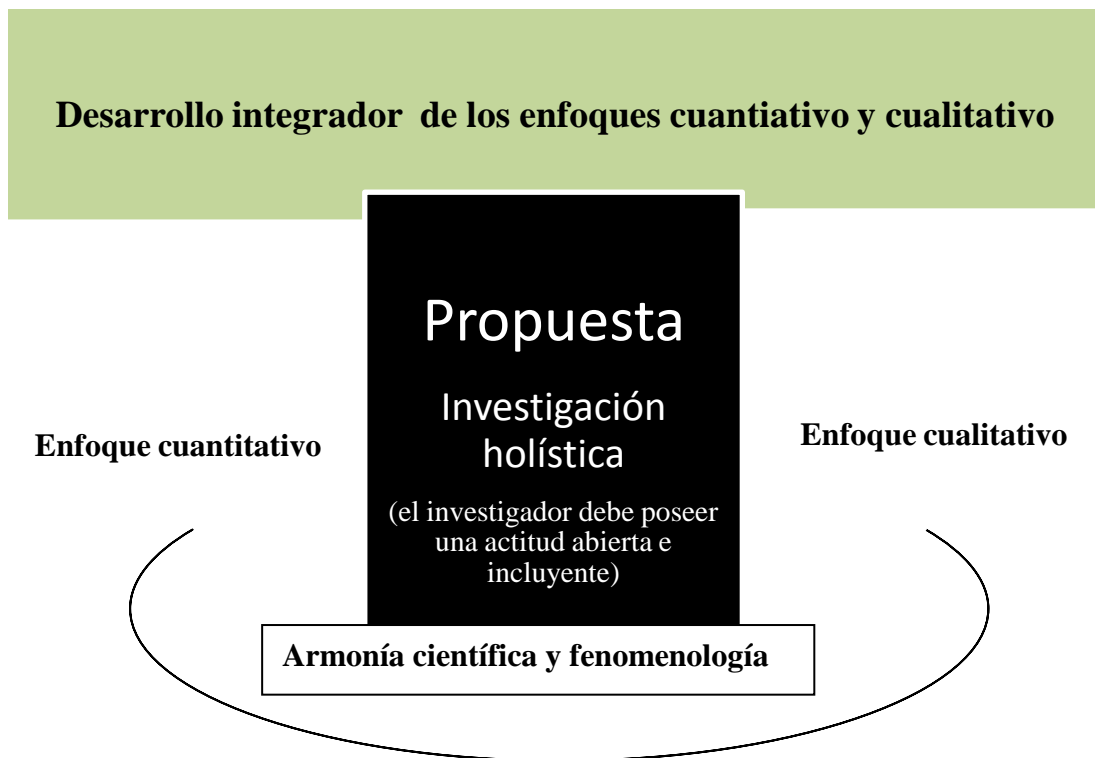 Desarrollo integrador de los enfoques cuantiativo y cualitativo
Propuesta
Investigación
holística
(el investigador debe poseer
una actitud abierta e
incluyente)
Enfoque cuantitativo
Enfoque cualitativo
Armonía científica y fenomenología